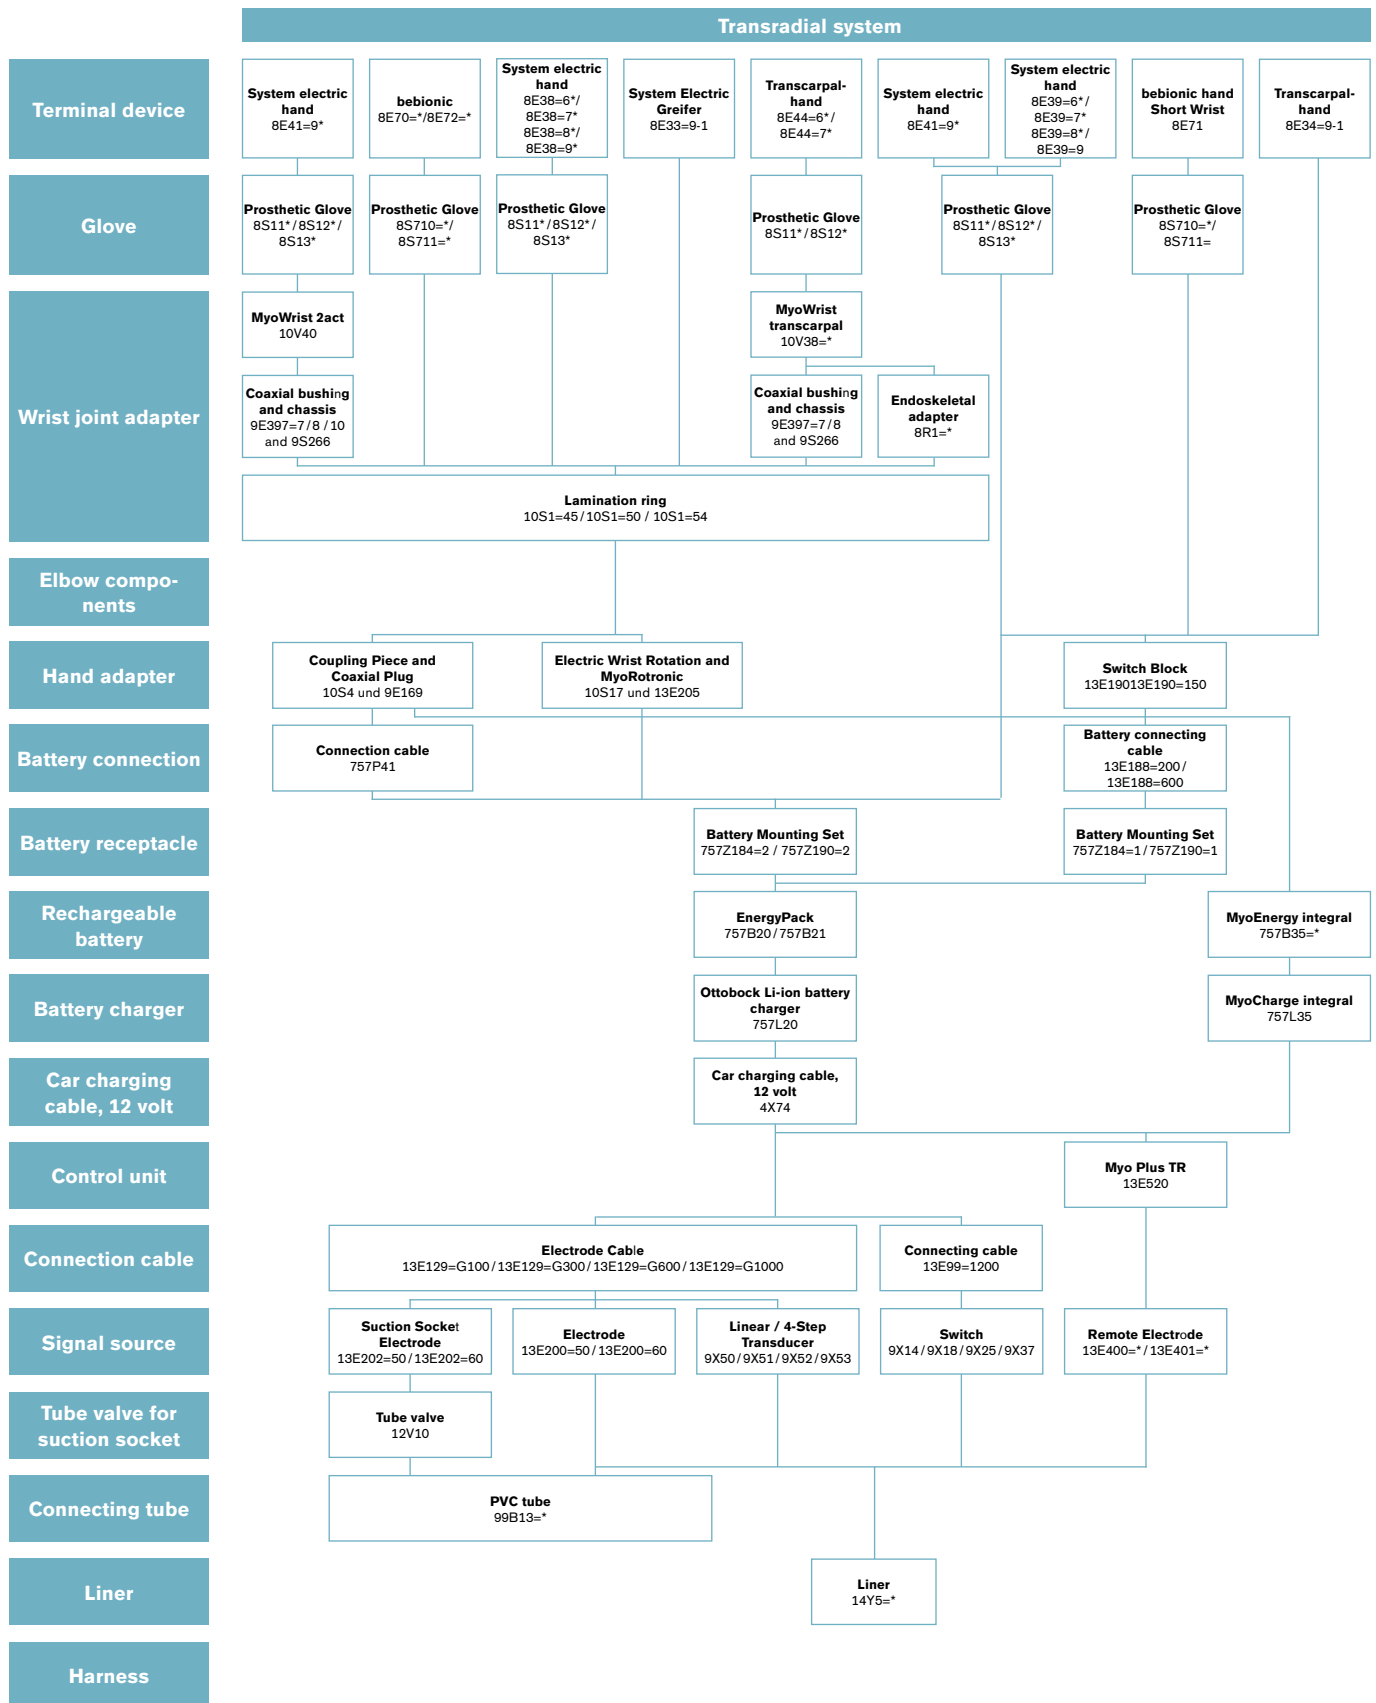 Transradial system
Terminal device
System electric
hand
8E41=9*
bebionic
8E70=*/8E72=*
System electric
hand
8E38=6*/
8E38=7*
8E38=8*/
8E38=9*
System Electric
Greifer
8E33=9-1
Transcarpal-
hand
8E44=6*/
8E44=7*
System electric
hand
8E41=9*
System electric
hand
8E39=6*/
8E39=7*
8E39=8*/
8E39=9
bebionic hand
Short Wrist
8E71
Transcarpal-
hand
8E34=9-1
Glove
Prosthetic Glove
8S11*/8S12*/
8S13*
Prosthetic Glove
8S710=*/
8S711=*
Prosthetic Glove
8S11*/8S12*/
8S13*
Prosthetic Glove
8S11*/8S12*
Prosthetic Glove
8S11*/8S12*/
8S13*
Prosthetic Glove
8S710=*/
8S711=
Wrist joint adapter
MyoWrist 2act
10V40
MyoWrist
transcarpal
10V38=*
Coaxial bushing
and chassis
9E397=7/8 /10
and 9S266
Coaxial bushing
and chassis
9E397=7/8
and 9S266
Endoskeletal
adapter
8R1=*
Lamination ring
10S1=45/10S1=50 / 10S1=54
Elbow compo-
nents
Hand adapter
Coupling Piece and
Coaxial Plug
10S4 und 9E169
Electric Wrist Rotation and
MyoRotronic
10S17 und 13E205
Switch Block
13E19013E190=150
Battery connection
Connection cable
757P41
Battery connecting
cable
13E188=200/
13E188=600
Battery receptacle
Battery Mounting Set
757Z184=2 / 757Z190=2
Battery Mounting Set
757Z184=1/757Z190=1
Rechargeable
battery
EnergyPack
757B20/757B21
MyoEnergy integral
757B35=*
Battery charger
Ottobock Li-ion battery
charger
757L20
MyoCharge integral
757L35
Car charging
cable, 12 volt
Car charging cable,
12 volt
4X74
Control unit
Myo Plus TR
13E520
Connection cable
Electrode Cable
13E129=G100/13E129=G300/13E129=G600/13E129=G1000
Connecting cable
13E99=1200
Signal source
Suction Socket
Electrode
13E202=50/13E202=60
Electrode
13E200=50/13E200=60
Linear / 4-Step
Transducer
9X50/9X51/9X52/9X53
Switch
9X14/9X18/9X25/9X37
Remote Electrode
13E400=*/13E401=*
Tube valve for
suction socket
Tube valve
12V10
Connecting tube
PVC tube
99B13=*
Liner
Liner
14Y5=*
Harness